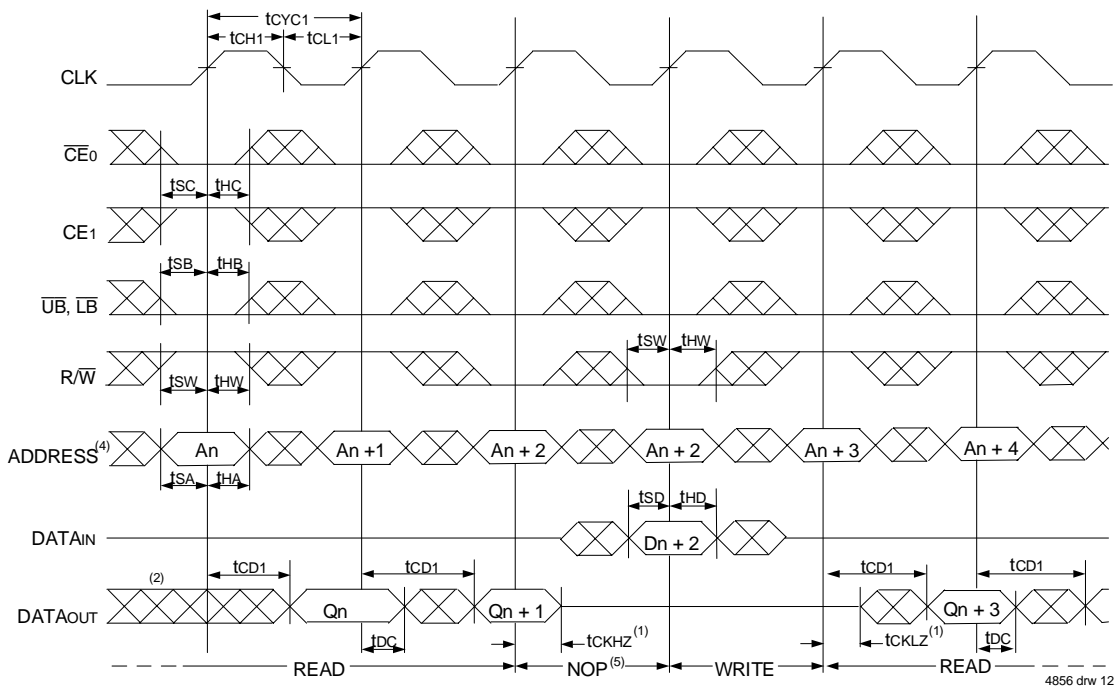 tCYC1
tCH1 tCL1
CLK
CE0
tSC tHC
CE1
tSB tHB
UB, LB
tSW tHW
R/W
tSW tHW
ADDRESS(4) An An +1 An + 2 An + 2 An + 3 An + 4
tSA tHA
tSD tHD
DATAIN Dn + 2
(2) tCD1 tCD1 tCD1 tCD1
DATAOUT Qn Qn + 1 Qn + 3
tDC tCKHZ(1) tCKLZ(1) tDC
READ NOP(5) WRITE READ
4856 drw 12